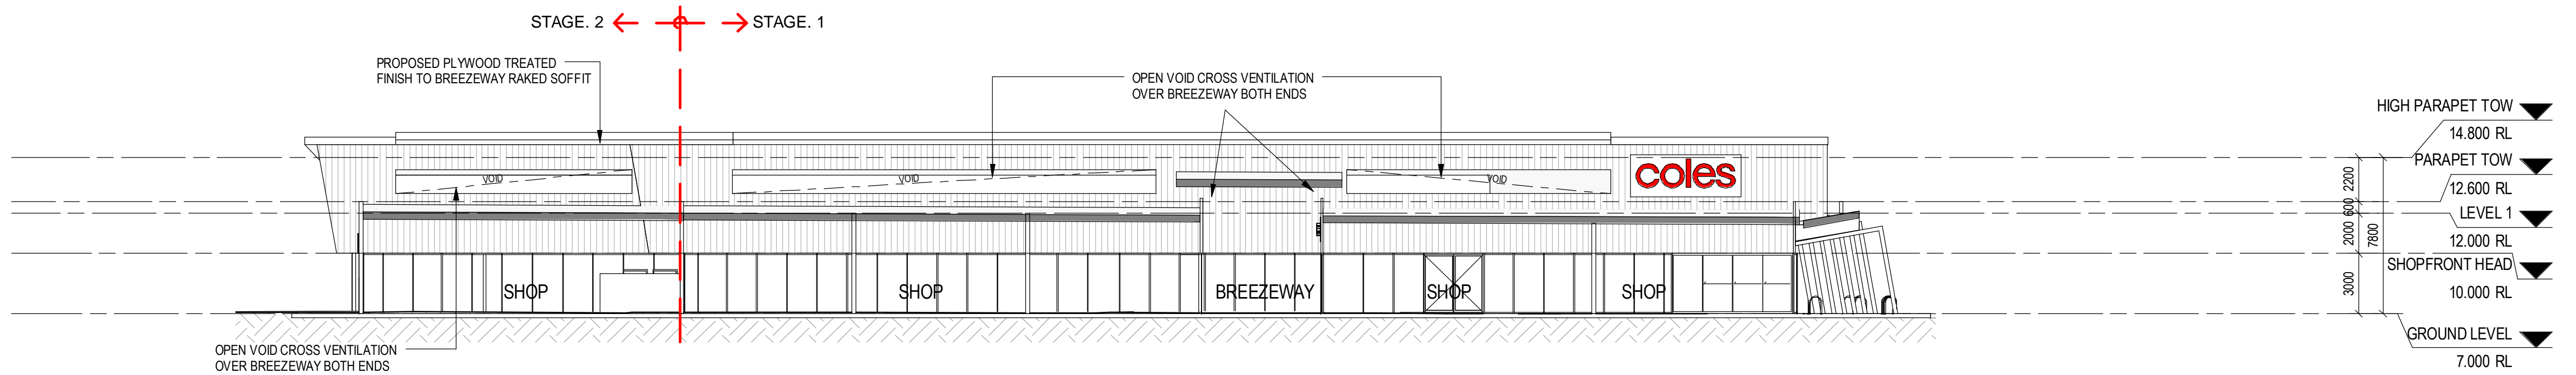 STAGE. 2
STAGE. 1
PROPOSED PLYWOOD TREATED
FINISH TO BREEZEWAY RAKED SOFFIT
OPEN VOID CROSS VENTILATION
OVER BREEZEWAY BOTH ENDS
HIGH PARAPET TOW
14.800 RL
PARAPET TOW
12.600 RL
LEVEL 1
12.000 RL
SHOPFRONT HEAD
10.000 RL
GROUND LEVEL
7.000 RL
2200
600
2000
3000
7800
VOID
VOID
VOID
coles
SHOP
SHOP
BREEZEWAY
SHOP
SHOP
OPEN VOID CROSS VENTILATION
OVER BREEZEWAY BOTH ENDS